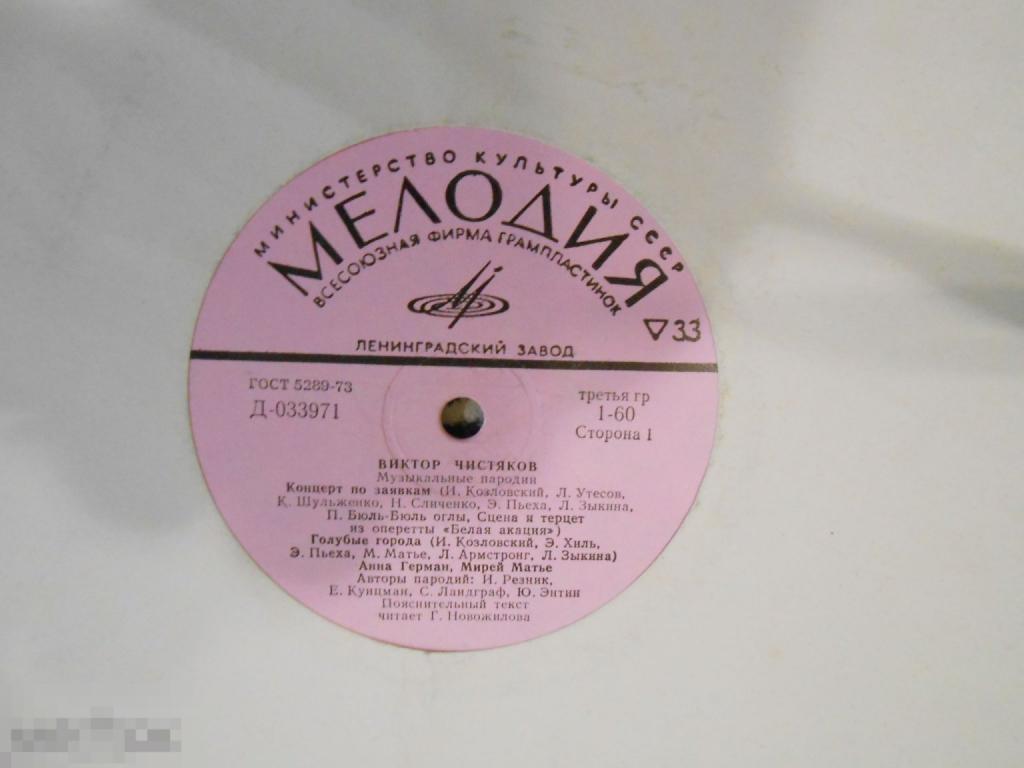 МИНИСТЕРСТВО КУЛЬТУРЫ СССР
МЕЛОДИЯ
ВСЕСОЮЗНАЯ ФИРМА ГРАМПЛАСТИНОК
33
ЛЕНИНГРАДСКИЙ ЗАВОД
ГОСТ 5289-73
Д-033971
третья гр
1-60
Сторона 1
ВИКТОР ЧИСТЯКОВ
Музыкальные пародии
Концерт по заявкам (И. Козловский, Л. Утесов,
К. Шульженко, Н. Сличенко, Э. Пьеха, Л. Зыкина,
П. Бюль-Бюль оглы, Сцена и терцет
из оперетты «Белая акация»)
Голубые города (И. Козловский, Э. Хиль,
Э. Пьеха, М. Матье, Л. Армстронг, Л. Зыкина)
Анна Герман, Мирей Матье
Авторы пародий: И. Резник,
Е. Кунцман, С. Ландграф, Ю. Энтин
Пояснительный текст
читает Г. Новожилова